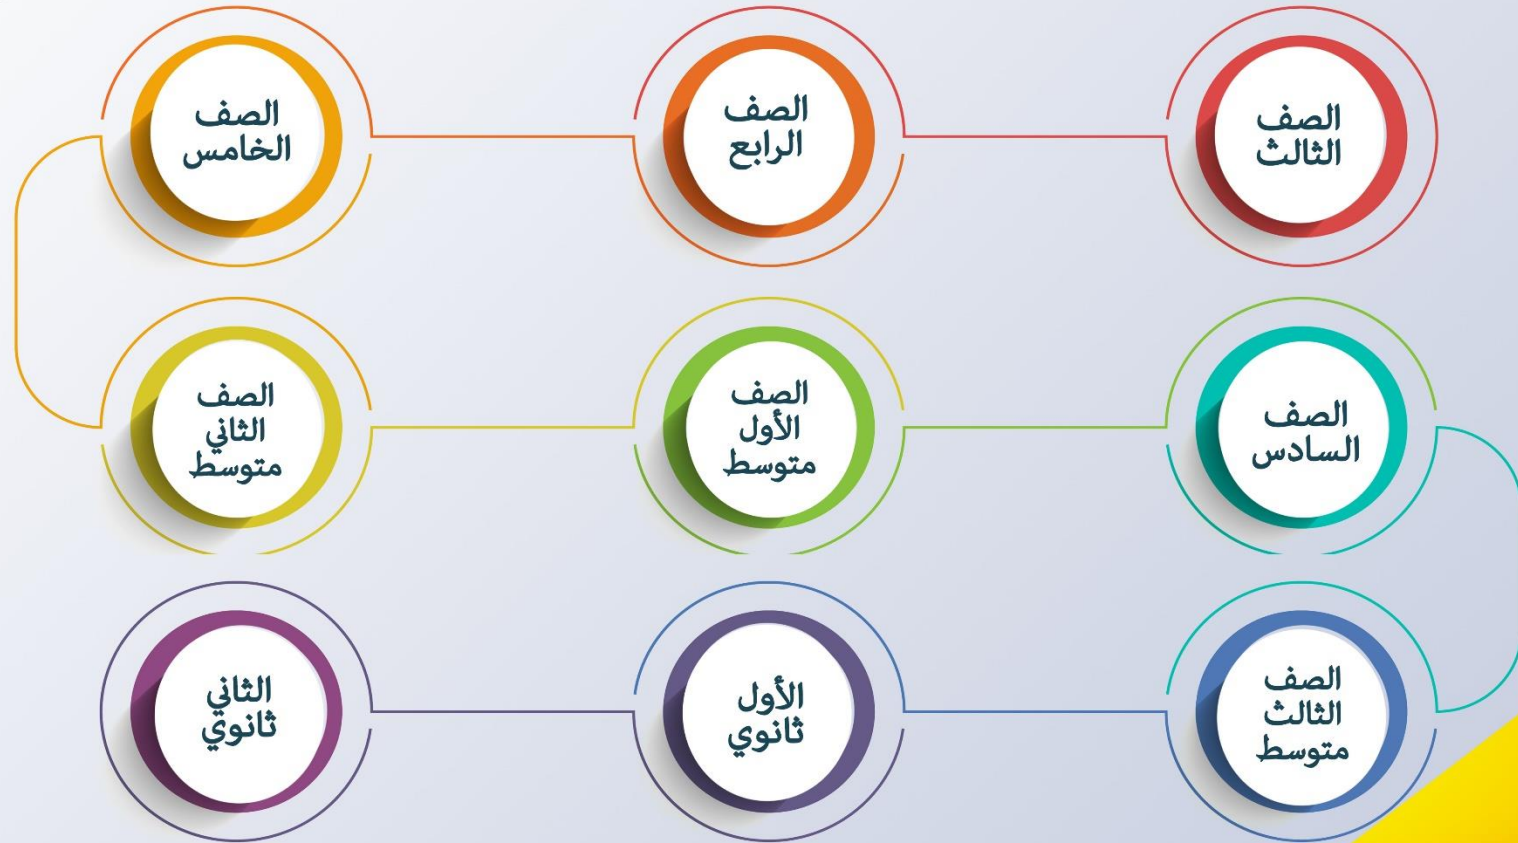 الصف
الثالث
الصف
الرابع
الصف
الخامس
الصف
السادس
الصف
الأول
متوسط
الصف
الثاني
متوسط
الصف
الثالث
متوسط
الأول
ثانوي
الثاني
ثانوي